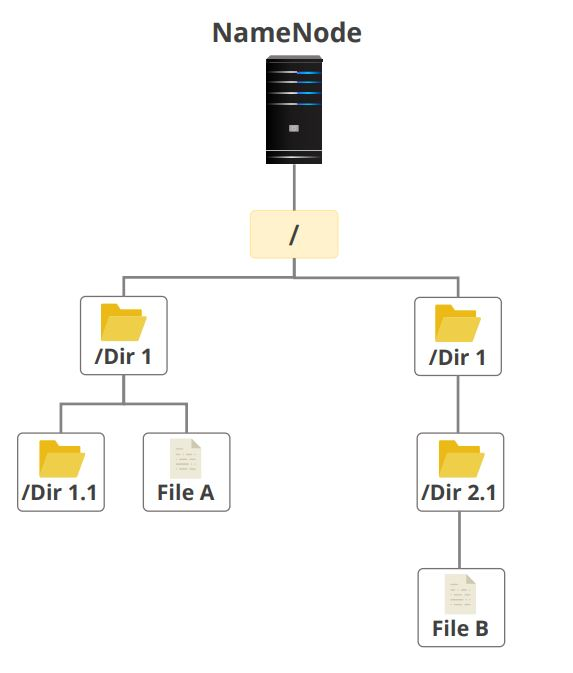 NameNode
/
/Dir 1
/Dir 1
/Dir 1.1
File A
/Dir 2.1
File B